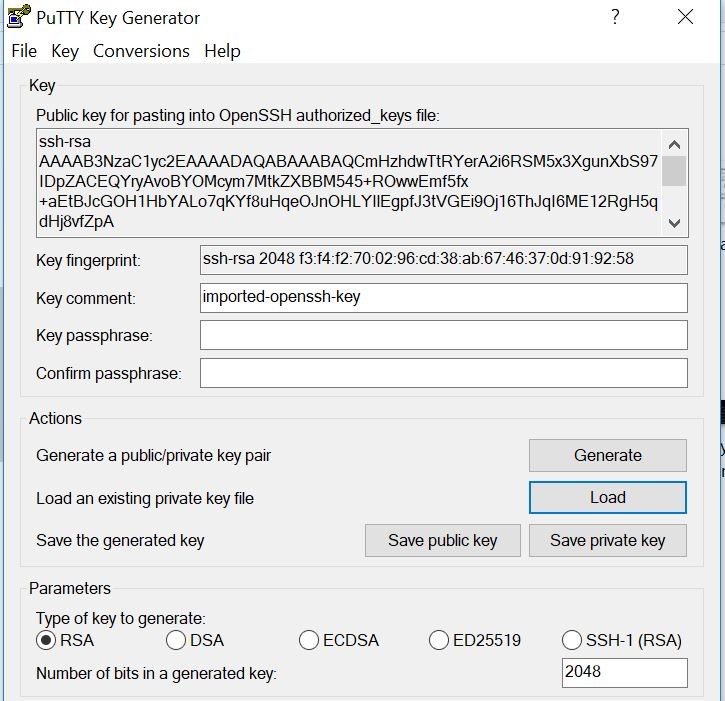 PuTTY Key Generator
?
File Key Conversions Help
Key
Public key for pasting into OpenSSH authorized_keys file:
ssh-rsa
AAAAB3NzaC1yc2EAAAADAQABAAABAQCmHzhdwTtRYerA2i6RSM5x3XgunXbS97
IDpZACEQYryAvoBYOMcym7MtkZXBBM545+ROwwEmf5fx
+aEtBJcGOH1HbYALo7qKYf8uHqeOJnOHLYIlEgpfJ3tVGEi9Oj16ThJqI6ME12RgH5q
dHj8vfZpA
Key fingerprint: ssh-rsa 2048 f3:f4:f2:70:02:96:cd:38:ab:67:46:37:0d:91:92:58
Key comment: imported-openssh-key
Key passphrase:
Confirm passphrase:
Actions
Generate a public/private key pair Generate
Load an existing private key file Load
Save the generated key Save public key Save private key
Parameters
Type of key to generate:
RSA DSA ECDSA ED25519 SSH-1 (RSA)
Number of bits in a generated key: 2048